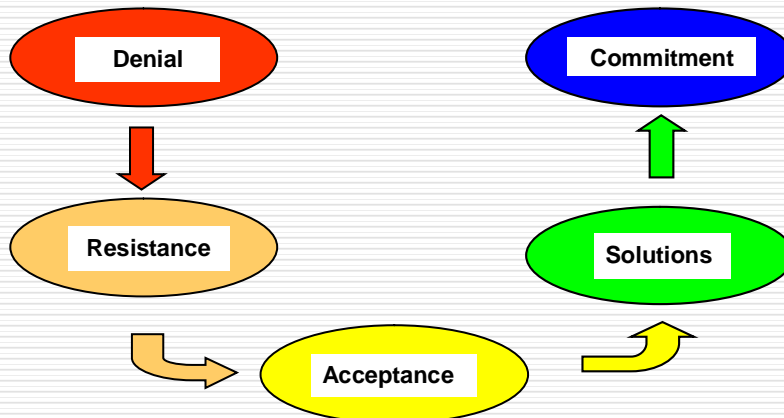 Denial
Resistance
Acceptance
Solutions
Commitment